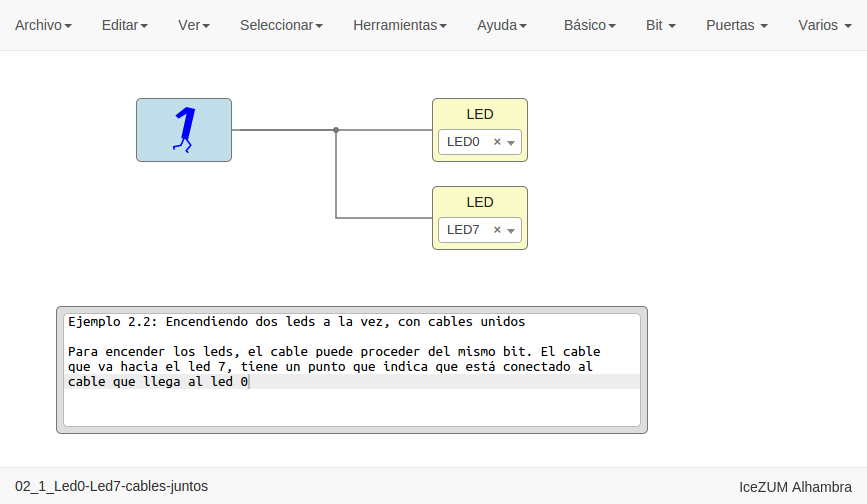 Archivo Editar Ver Seleccionar Herramientas Ayuda Básico Bit Puertas Varios
1
LED
LED0 ×
LED
LED7 ×
Ejemplo 2.2: Encendiendo dos leds a la vez, con cables unidos
Para encender los leds, el cable puede proceder del mismo bit. El cable
que va hacia el led 7, tiene un punto que indica que está conectado al
cable que llega al led 0
02_1_Led0-Led7-cables-juntos IceZUM Alhambra